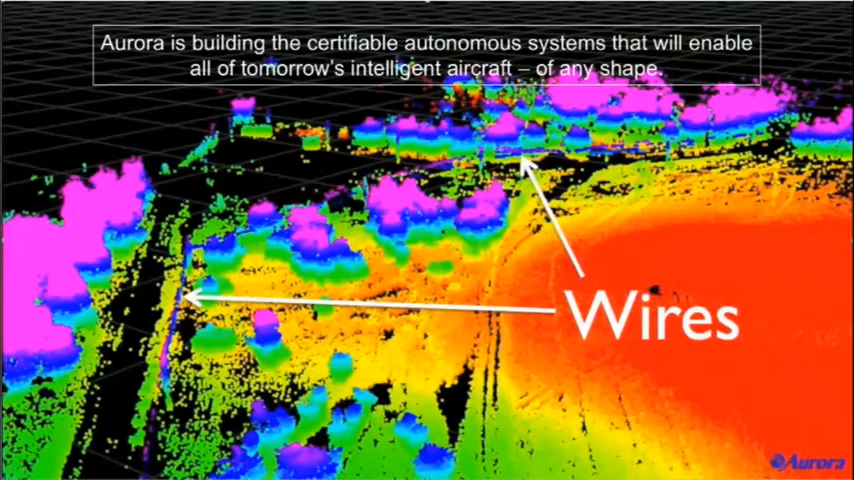 Aurora is building the certifiable autonomous systems that will enable
all of tomorrow's intelligent aircraft – of any shape.
Wires
Aurora